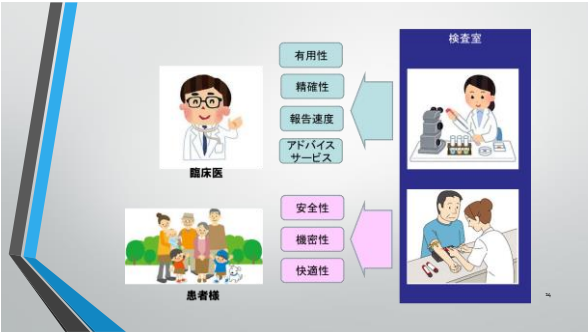 検査室
有用性
精確性
報告速度
アドバイス
サービス
臨床医
安全性
機密性
快適性
患者様